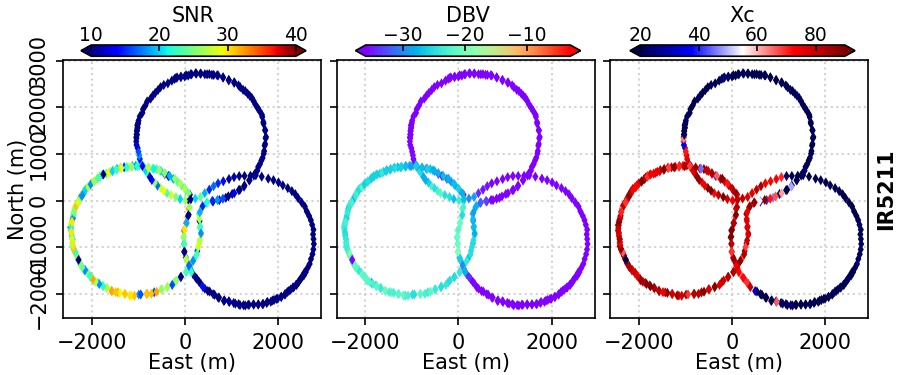 SNR DBV Xc
10 20 30 40 −30 −20 −10 20 40 60 80
North (m)
3000
2000
1000
0
−1000
−2000
−2000 0 2000 −2000 0 2000 −2000 0 2000
East (m) East (m) East (m)
IR5211